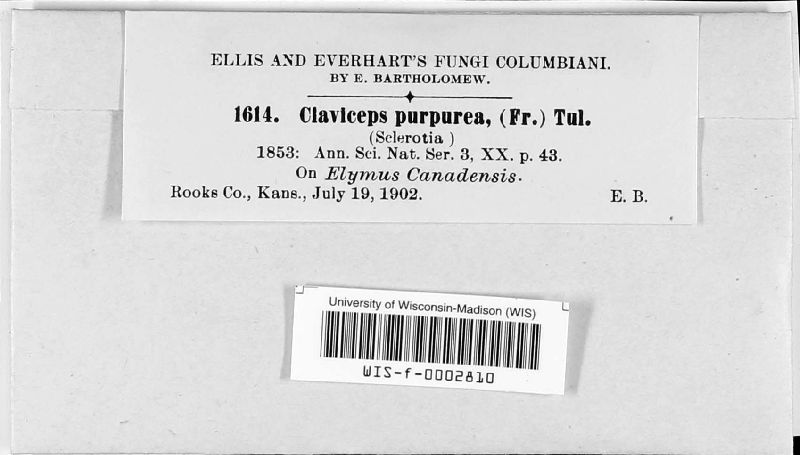 ELLIS AND EVERHART'S FUNGI COLUMBIANI.
BY E. BARTHOLOMEW.
1614. Claviceps purpurea, (Fr.) Tul.
(Sclerotia )
1853: Ann. Sci. Nat. Ser. 3, XX. p. 43.
On Elymus Canadensis.
Rooks Co., Kans., July 19, 1902. E. B.
University of Wisconsin-Madison (WIS)
WIS-f-0002810